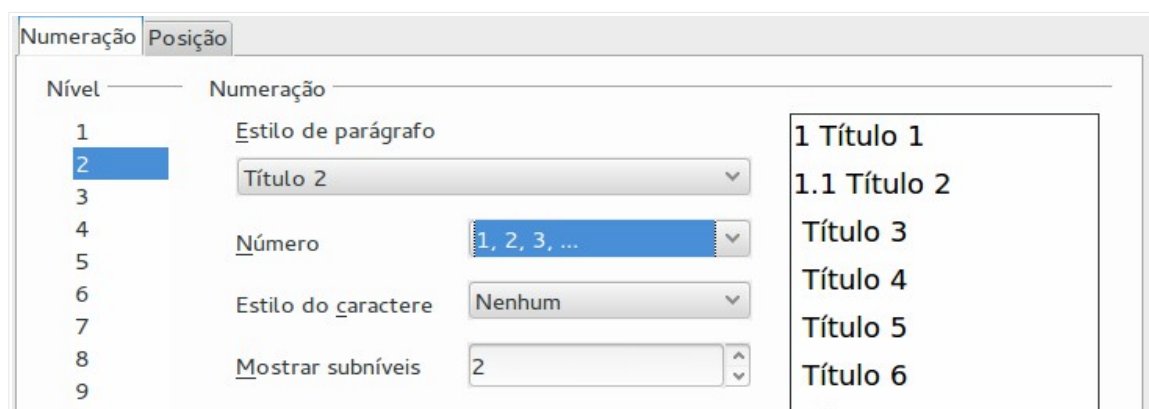 Numeração Posição
Nível Numeração
1
2
3
4
5
6
7
8
9
Estilo de parágrafo
Título 2
Número 1, 2, 3, ...
Estilo do caractere Nenhum
Mostrar subníveis 2
1 Título 1
1.1 Título 2
Título 3
Título 4
Título 5
Título 6